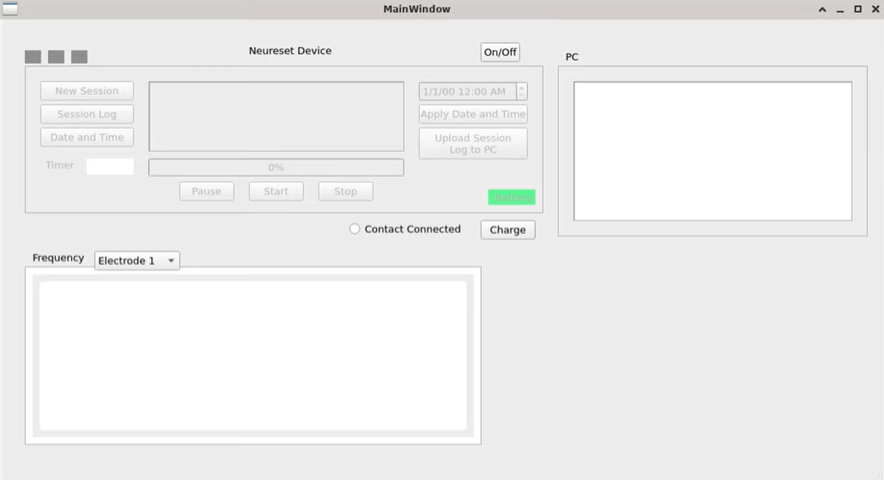 MainWindow
Neureset Device
On/Off
PC
New Session
1/1/00 12:00 AM
Session Log
Apply Date and Time
Date and Time
Upload Session
Log to PC
Timer
0%
Pause
Start
Stop
Contact Connected
Charge
Frequency
Electrode 1